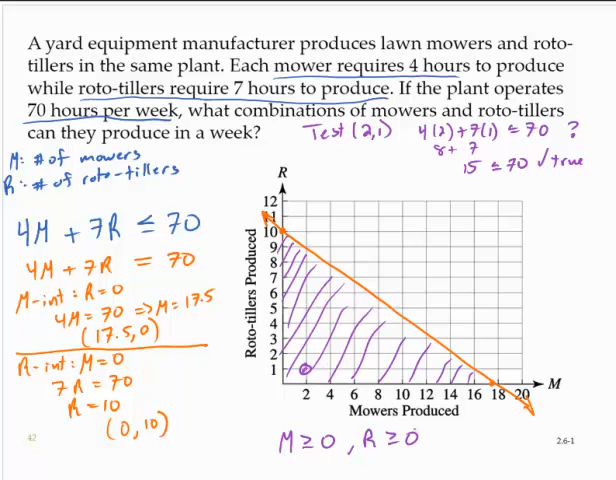 A yard equipment manufacturer produces lawn mowers and roto-
tillers in the same plant. Each mower requires 4 hours to produce
while roto-tillers require 7 hours to produce. If the plant operates
70 hours per week, what combinations of mowers and roto-tillers
can they produce in a week?
Test (2,1) 4(2)+7(1) ≤ 70 ?
8+ 7
15 ≤ 70 ✓ true
M: # of mowers
R: # of roto-tillers
4M + 7R ≤ 70
4M + 7R = 70
M-int: R=0
4M = 70 => M = 17.5
(17.5, 0)
R-int: M=0
7R = 70
R = 10
(0, 10)
R
12
11
10
9
8
7
6
5
4
3
2
1
Roto-tillers Produced
2 4 6 8 10 12 14 16 18 20
M
Mowers Produced
M ≥ 0 , R ≥ 0
42
2.6-1